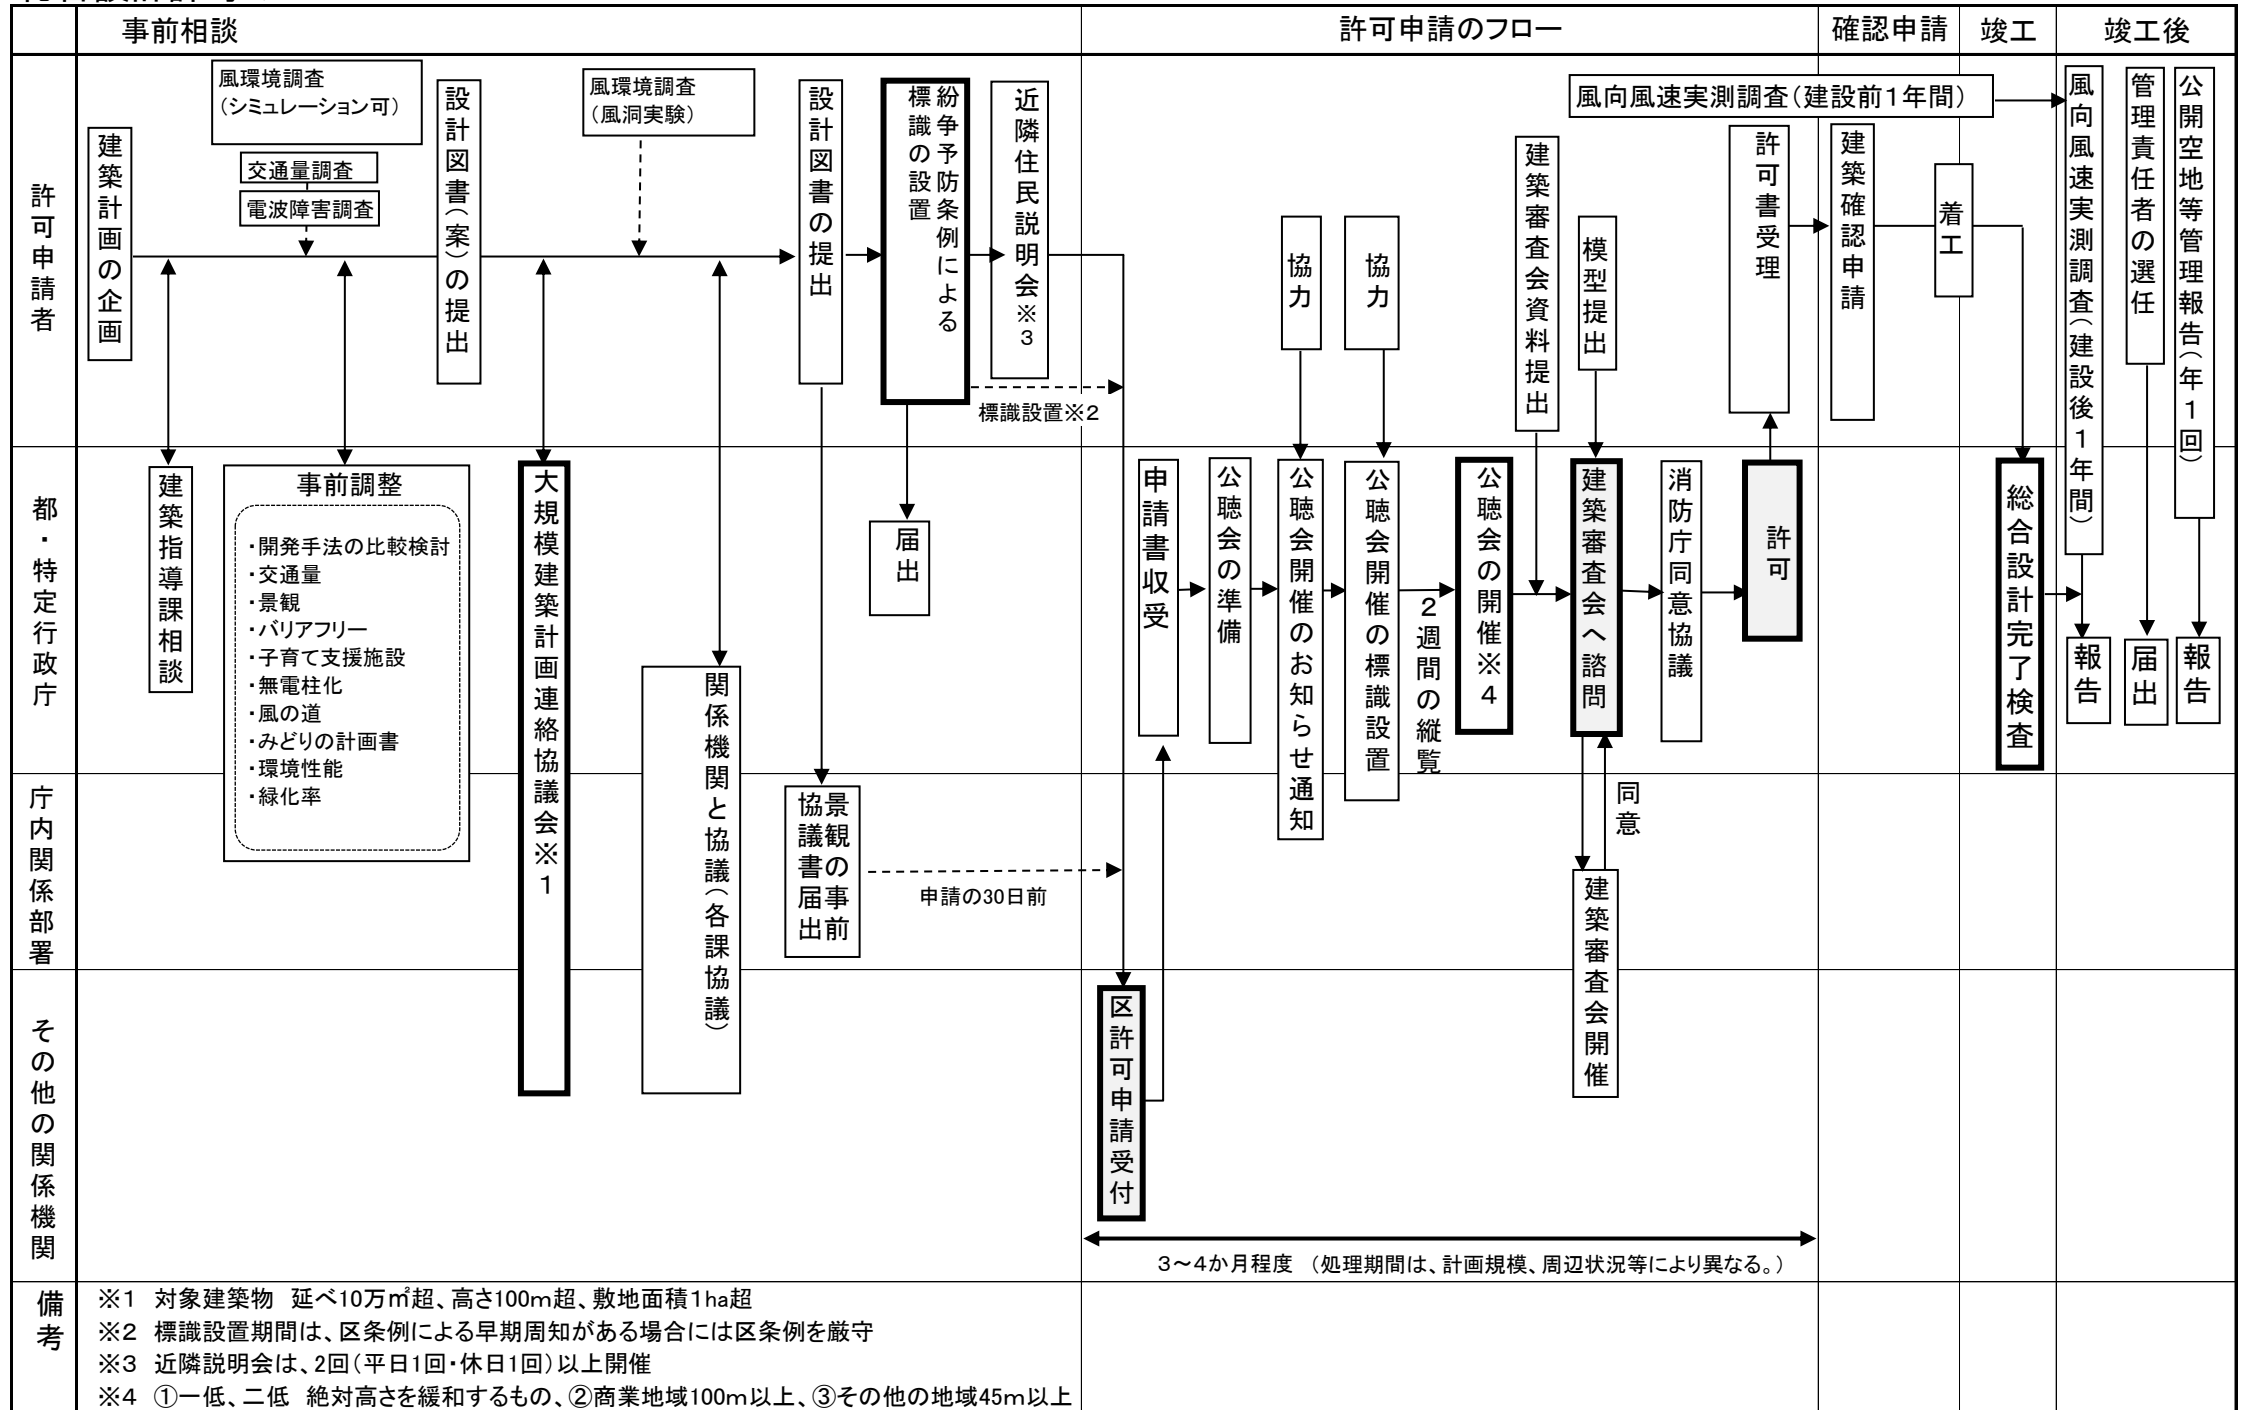 事前相談
許可申請のフロー
確認申請
竣工
竣工後
許可申請者
建築計画の企画
風環境調査
（シミュレーション可）
交通量調査
電波障害調査
設計図書（案）の提出
風環境調査
（風洞実験）
設計図書の提出
紛争予防条例による
標識の設置
近隣住民説明会※３
標識設置※２
協力
協力
建築審査会資料提出
模型提出
風向風速実測調査（建設前１年間）
許可書受理
建築確認申請
着工
風向風速実測調査（建設後１年間）
管理責任者の選任
公開空地等管理報告（年１回）
都・特定行政庁
建築指導課相談
事前調整
・開発手法の比較検討
・交通量
・景観
・バリアフリー
・子育て支援施設
・無電柱化
・風の道
・みどりの計画書
・環境性能
・緑化率
大規模建築計画連絡協議会※１
関係機関と協議（各課協議）
届出
申請書収受
公聴会の準備
公聴会開催のお知らせ通知
公聴会開催の標識設置
２週間の縦覧
公聴会の開催※４
建築審査会へ諮問
消防庁同意協議
許可
総合設計完了検査
報告
届出
報告
庁内関係部署
景観の事前
協議書の届出
申請の30日前
同意
建築審査会開催
その他の関係機関
区許可申請受付
３～４か月程度　（処理期間は、計画規模、周辺状況等により異なる。）
備考
※１　対象建築物　延べ10万㎡超、高さ100ｍ超、敷地面積１ha超
※２　標識設置期間は、区条例による早期周知がある場合には区条例を厳守
※３　近隣説明会は、2回（平日1回・休日1回）以上開催
※４　①一低、二低　絶対高さを緩和するもの、②商業地域100ｍ以上、③その他の地域45ｍ以上